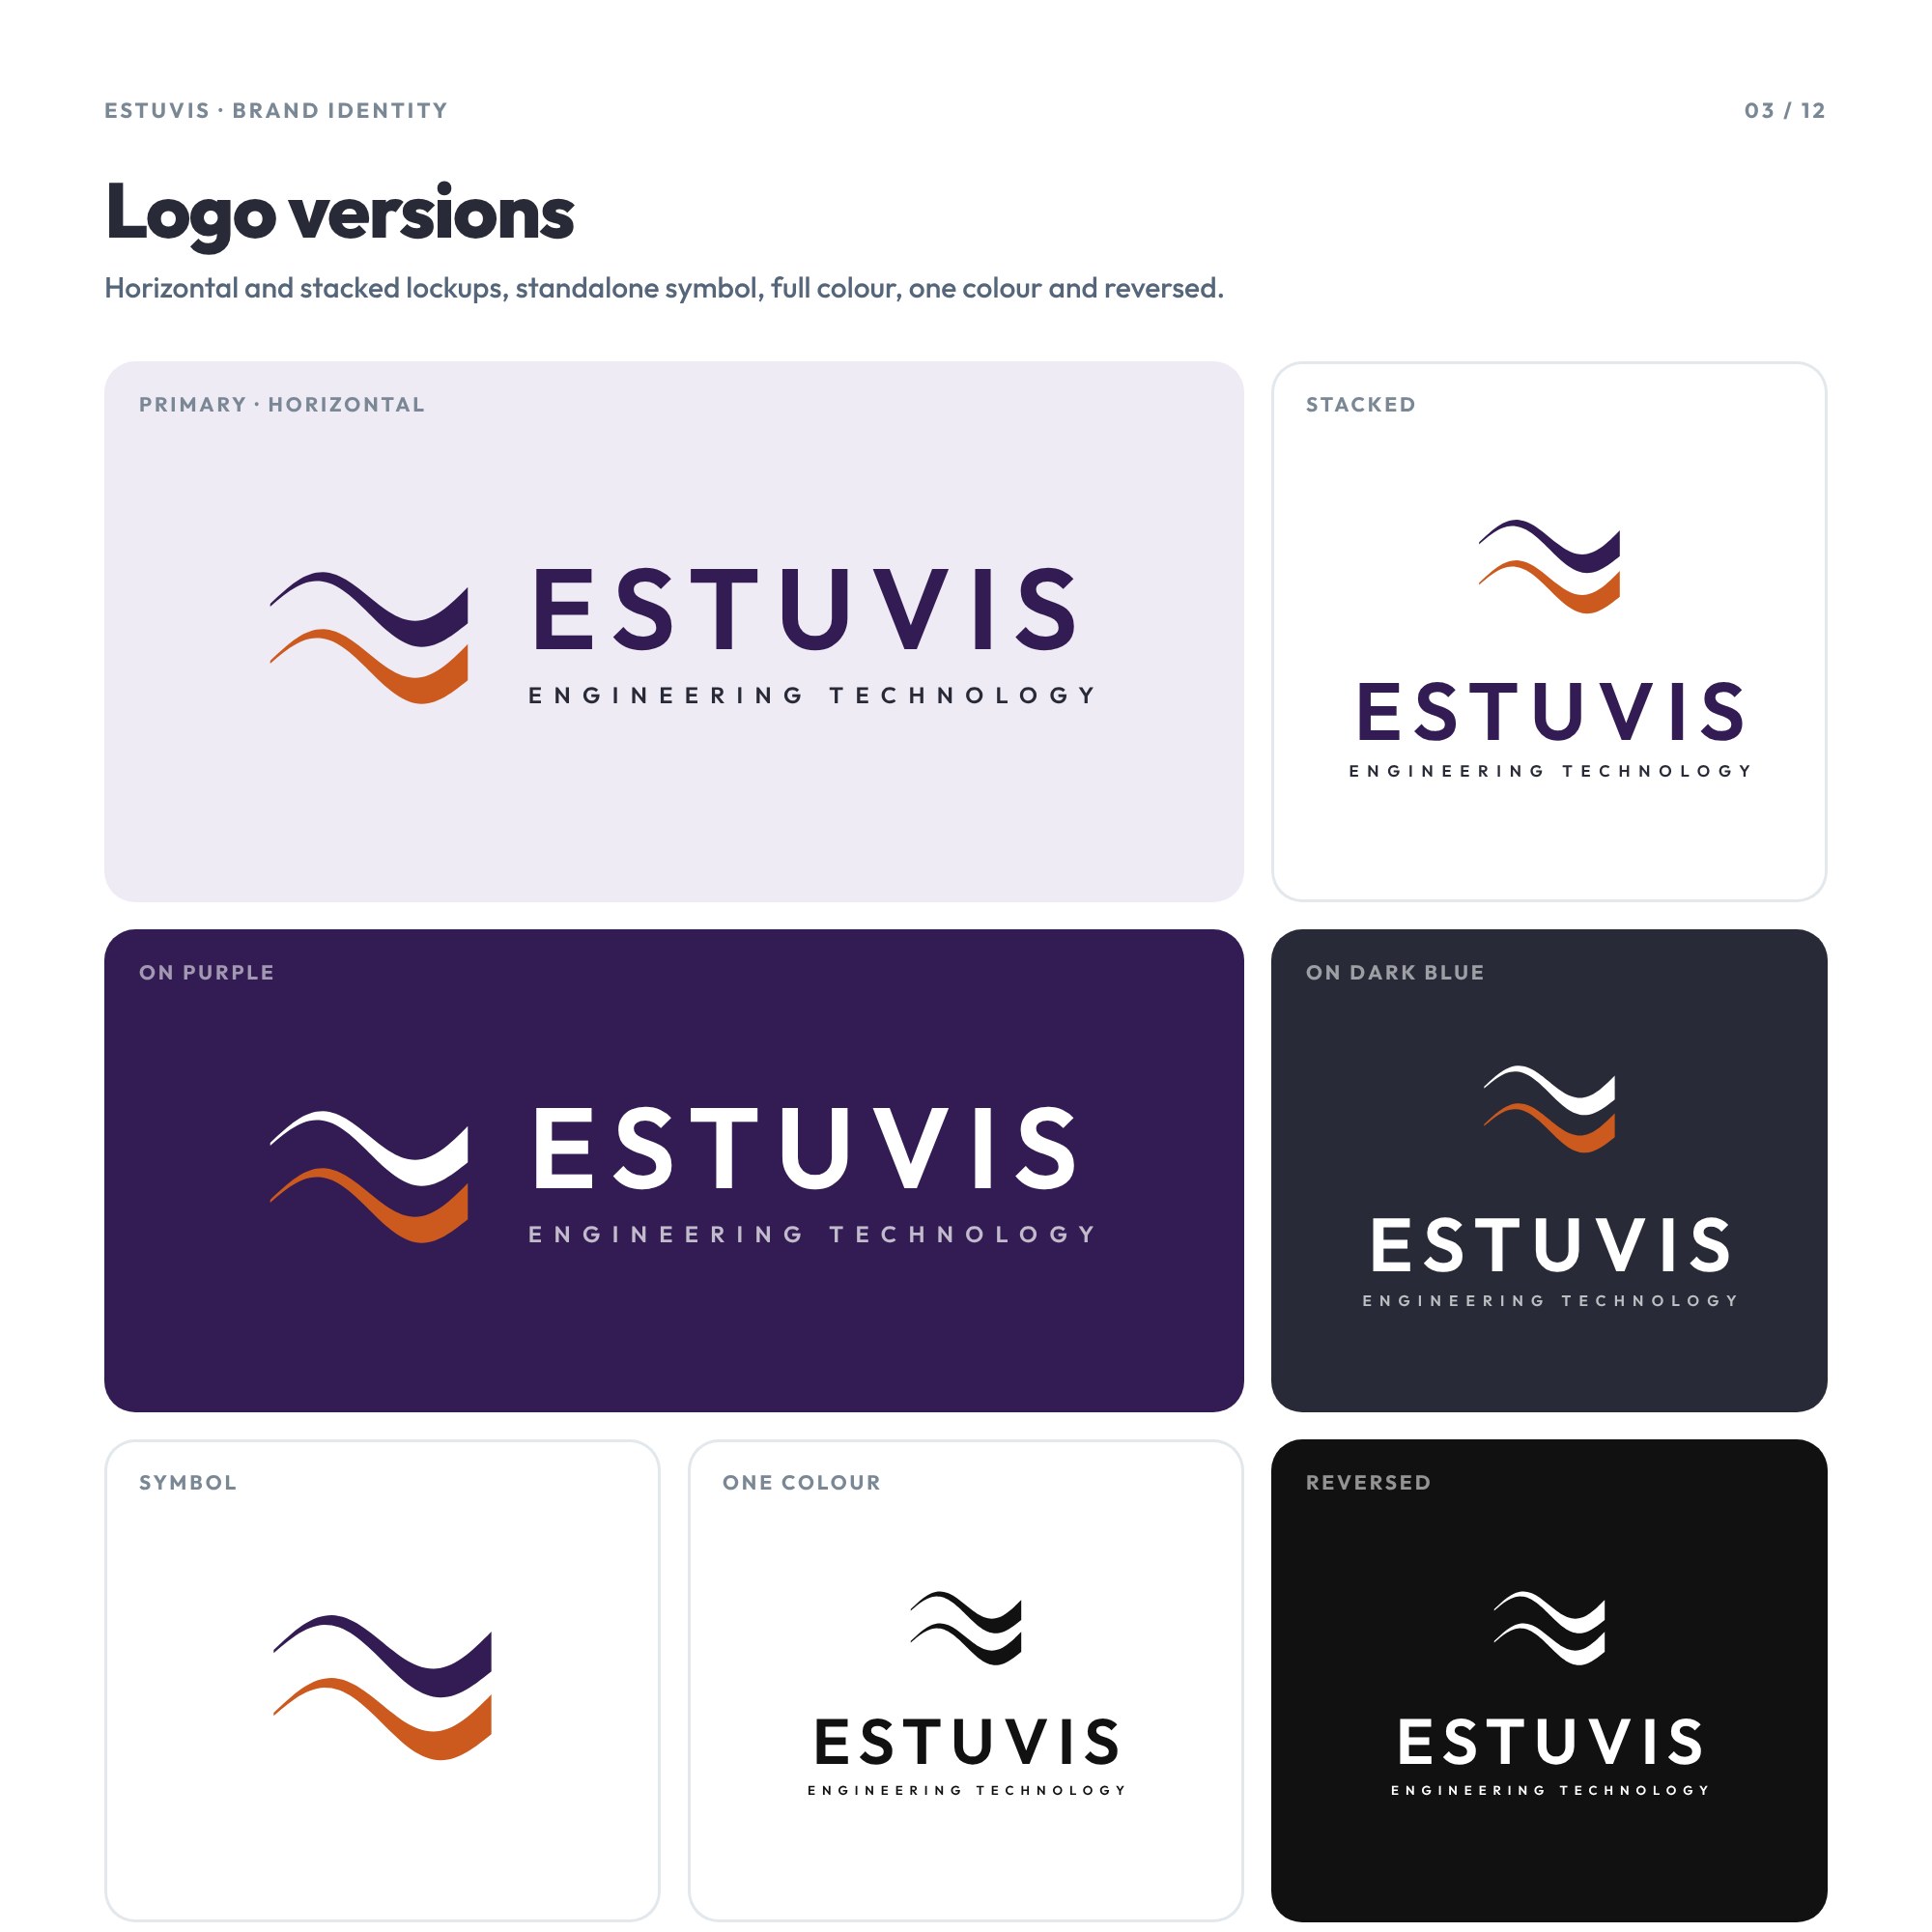 ESTUVIS · BRAND IDENTITY
03 / 12
Logo versions
Horizontal and stacked lockups, standalone symbol, full colour, one colour and reversed.
PRIMARY · HORIZONTAL
ESTUVIS
ENGINEERING TECHNOLOGY
STACKED
ESTUVIS
ENGINEERING TECHNOLOGY
ON PURPLE
ESTUVIS
ENGINEERING TECHNOLOGY
ON DARK BLUE
ESTUVIS
ENGINEERING TECHNOLOGY
SYMBOL
ONE COLOUR
ESTUVIS
ENGINEERING TECHNOLOGY
REVERSED
ESTUVIS
ENGINEERING TECHNOLOGY